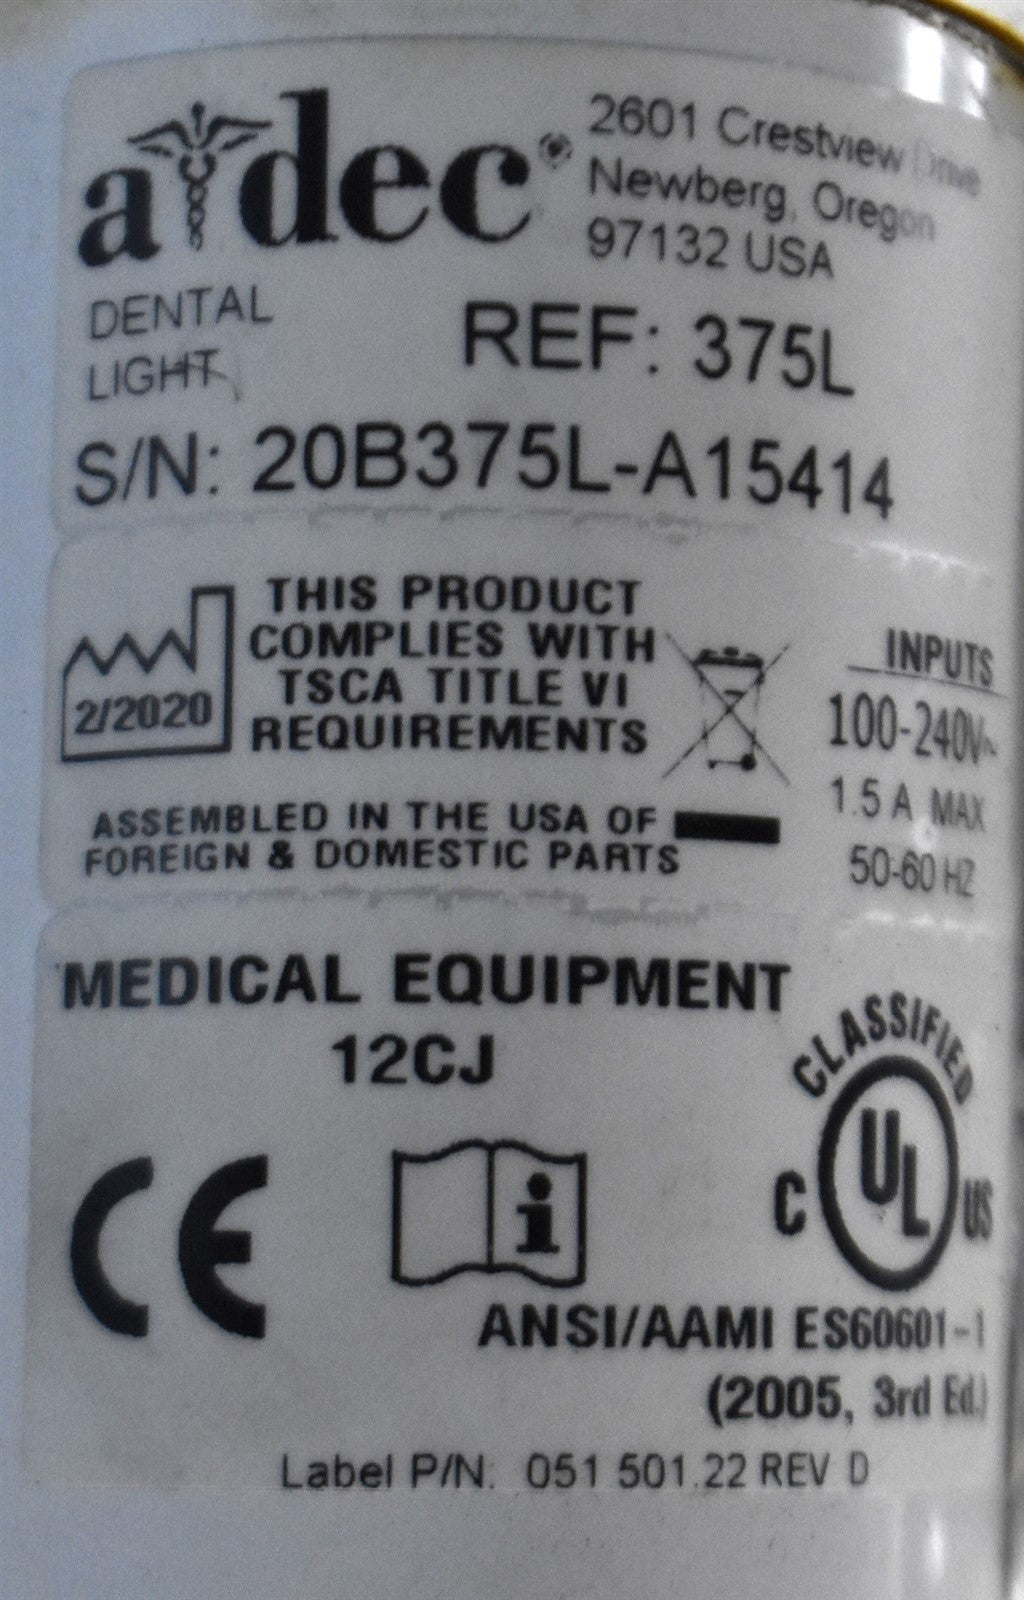 a dec®
2601 Crestview Drive
Newberg, Oregon
97132 USA
DENTAL
LIGHT
REF: 375L
S/N: 20B375L-A15414
2/2020
THIS PRODUCT
COMPLIES WITH
TSCA TITLE VI
REQUIREMENTS
INPUTS
100-240V~
1.5 A MAX
50-60 HZ
ASSEMBLED IN THE USA OF
FOREIGN & DOMESTIC PARTS
MEDICAL EQUIPMENT
12CJ
CLASSIFIED
C UL US
CE
i
ANSI/AAMI ES60601-1
(2005, 3rd Ed.)
Label P/N: 051.501.22 REV D